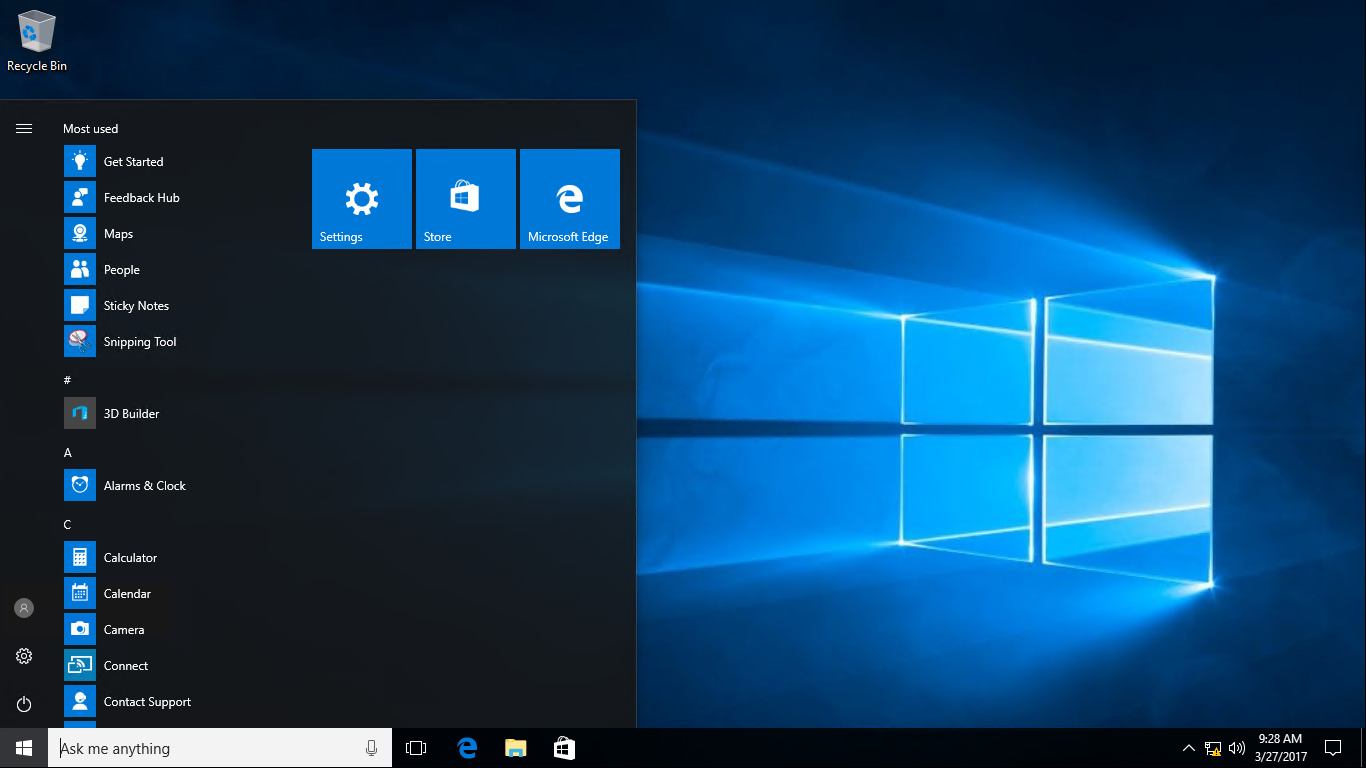 Recycle Bin
Most used
Get Started
Feedback Hub
Maps
People
Sticky Notes
Snipping Tool
#
3D Builder
A
Alarms & Clock
C
Calculator
Calendar
Camera
Connect
Contact Support
Settings
Store
Microsoft Edge
Ask me anything
9:28 AM
3/27/2017